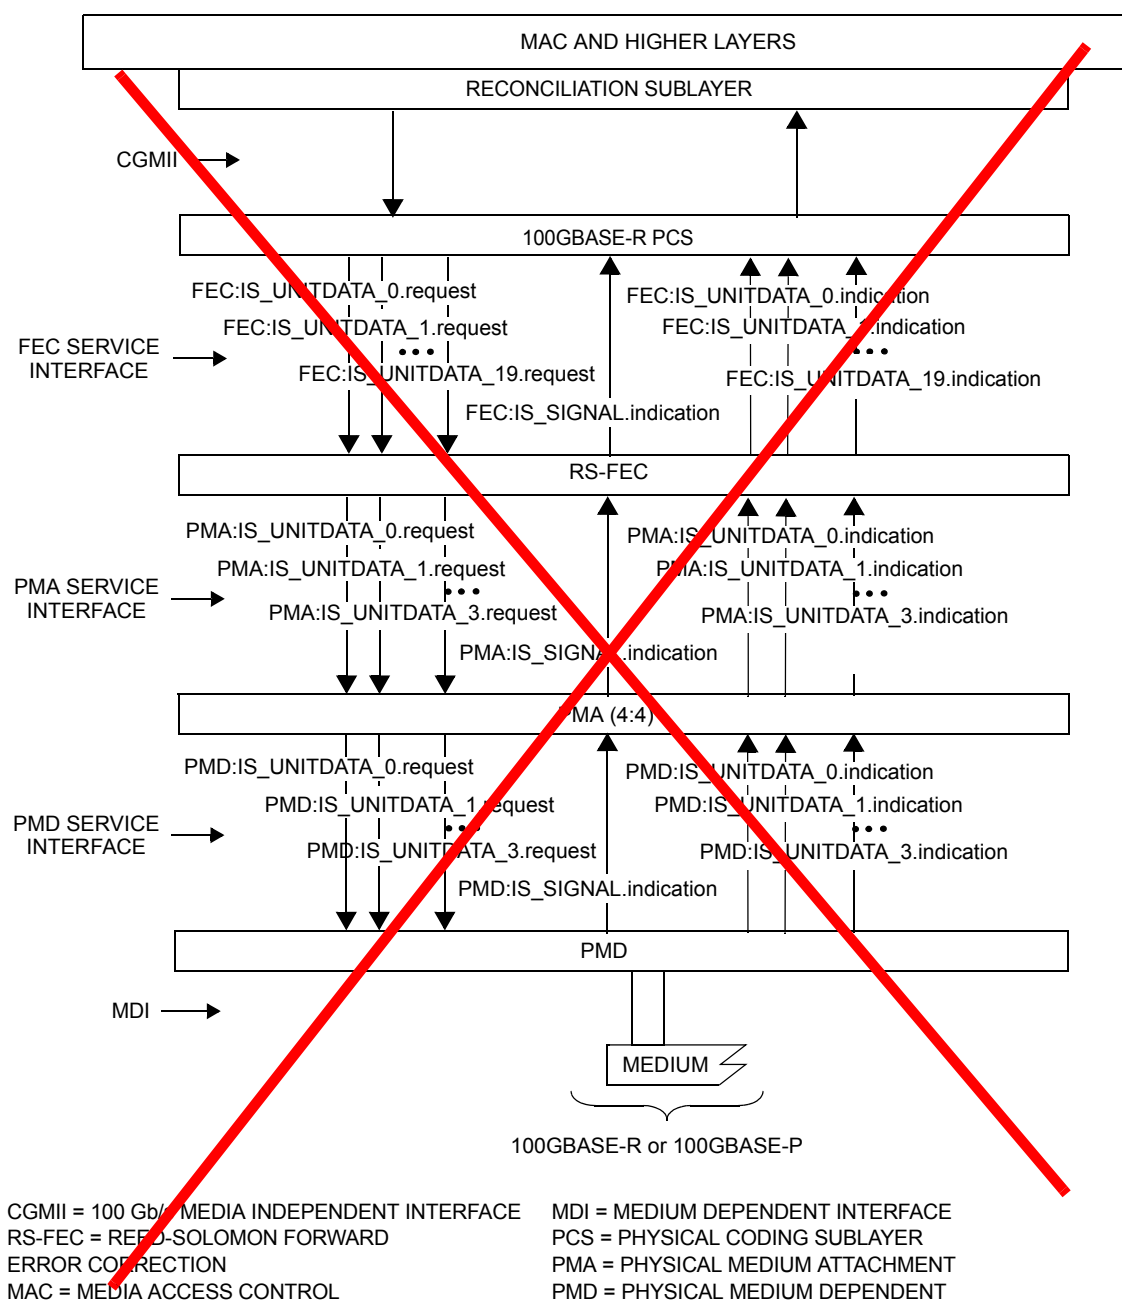 MAC AND HIGHER LAYERS
RECONCILIATION SUBLAYER
CGMII
100GBASE-R PCS
FEC:IS_UNITDATA_0.request
FEC:IS_UNITDATA_0.indication
FEC:IS_UNITDATA_1.request
FEC:IS_UNITDATA_1.indication
• • •
• • •
FEC SERVICE
INTERFACE
FEC:IS_UNITDATA_19.request
FEC:IS_UNITDATA_19.indication
FEC:IS_SIGNAL.indication
RS-FEC
PMA:IS_UNITDATA_0.request
PMA:IS_UNITDATA_0.indication
PMA:IS_UNITDATA_1.request
PMA:IS_UNITDATA_1.indication
• • •
• • •
PMA SERVICE
INTERFACE
PMA:IS_UNITDATA_3.request
PMA:IS_UNITDATA_3.indication
PMA:IS_SIGNAL.indication
PMA (4:4)
PMD:IS_UNITDATA_0.request
PMD:IS_UNITDATA_0.indication
PMD:IS_UNITDATA_1.request
PMD:IS_UNITDATA_1.indication
• • •
• • •
PMD SERVICE
INTERFACE
PMD:IS_UNITDATA_3.request
PMD:IS_UNITDATA_3.indication
PMD:IS_SIGNAL.indication
PMD
MDI
MEDIUM
100GBASE-R or 100GBASE-P
CGMII = 100 Gb/s MEDIA INDEPENDENT INTERFACE
RS-FEC = REED-SOLOMON FORWARD
ERROR CORRECTION
MAC = MEDIA ACCESS CONTROL
MDI = MEDIUM DEPENDENT INTERFACE
PCS = PHYSICAL CODING SUBLAYER
PMA = PHYSICAL MEDIUM ATTACHMENT
PMD = PHYSICAL MEDIUM DEPENDENT